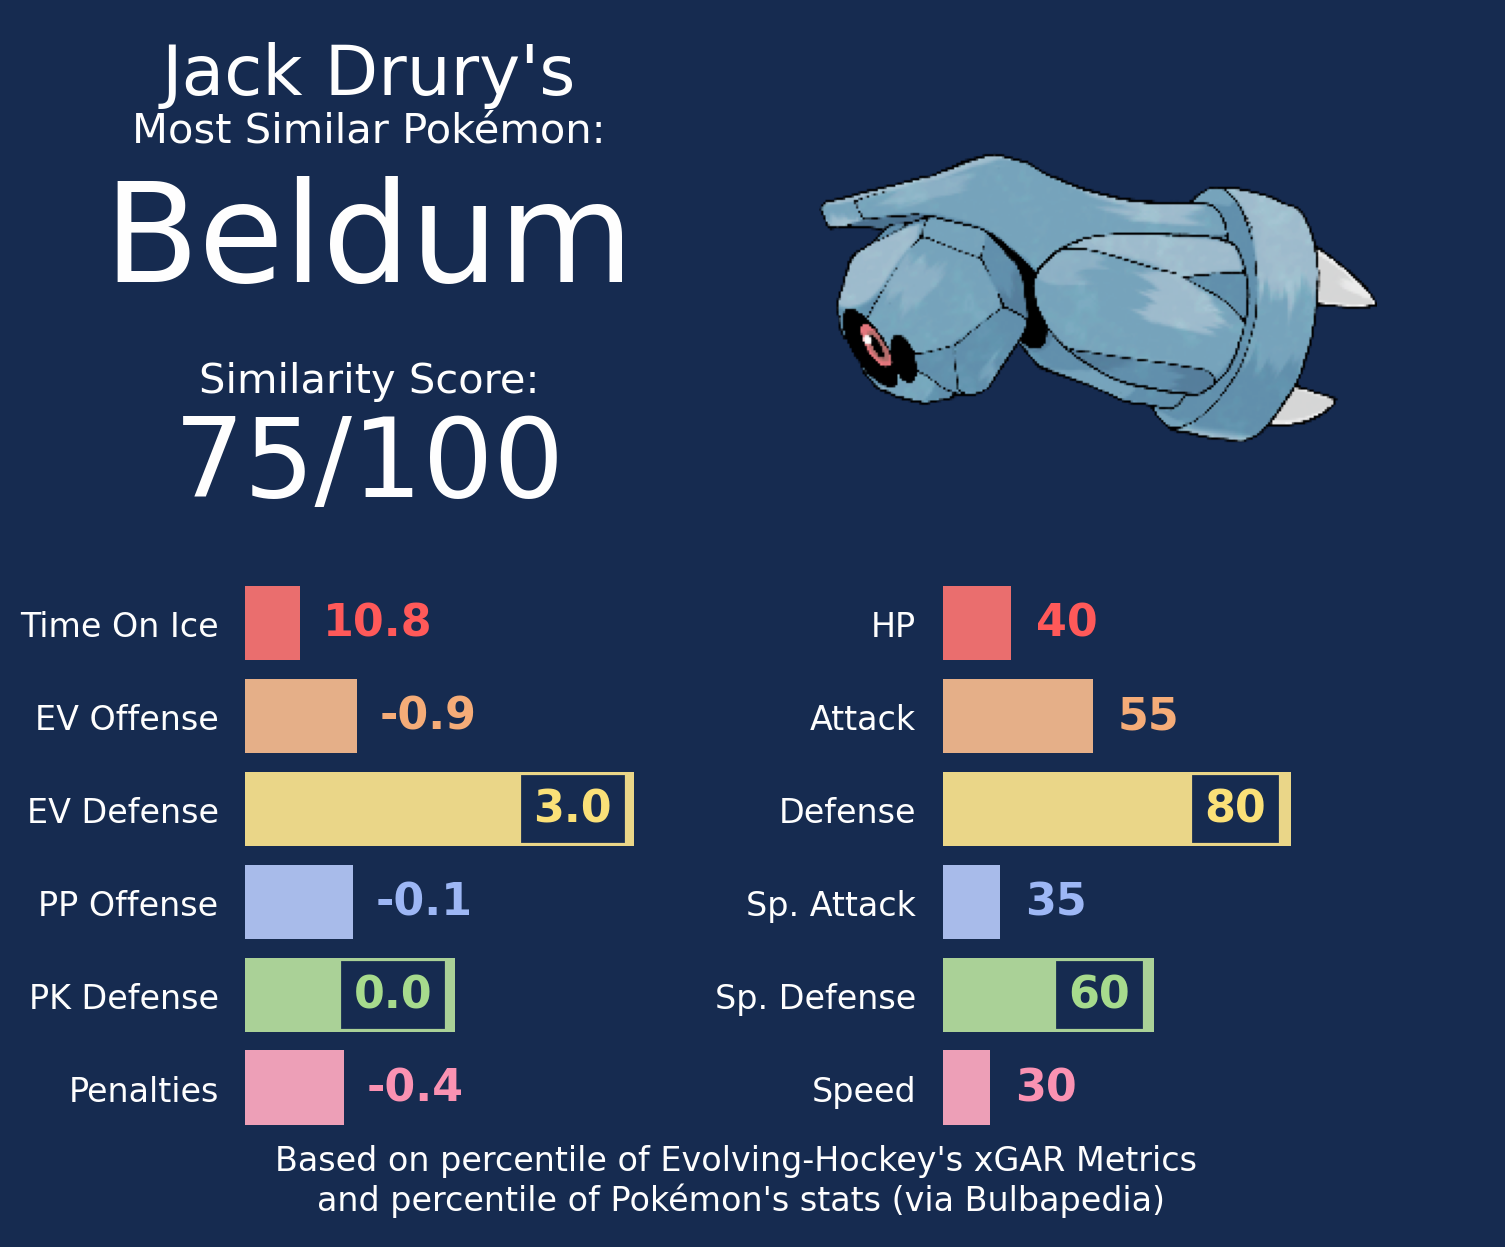 Jack Drury's
Most Similar Pokémon:
Beldum
Similarity Score:
75/100
Time On Ice 10.8
EV Offense -0.9
EV Defense 3.0
PP Offense -0.1
PK Defense 0.0
Penalties -0.4
HP 40
Attack 55
Defense 80
Sp. Attack 35
Sp. Defense 60
Speed 30
Based on percentile of Evolving-Hockey's xGAR Metrics
and percentile of Pokémon's stats (via Bulbapedia)